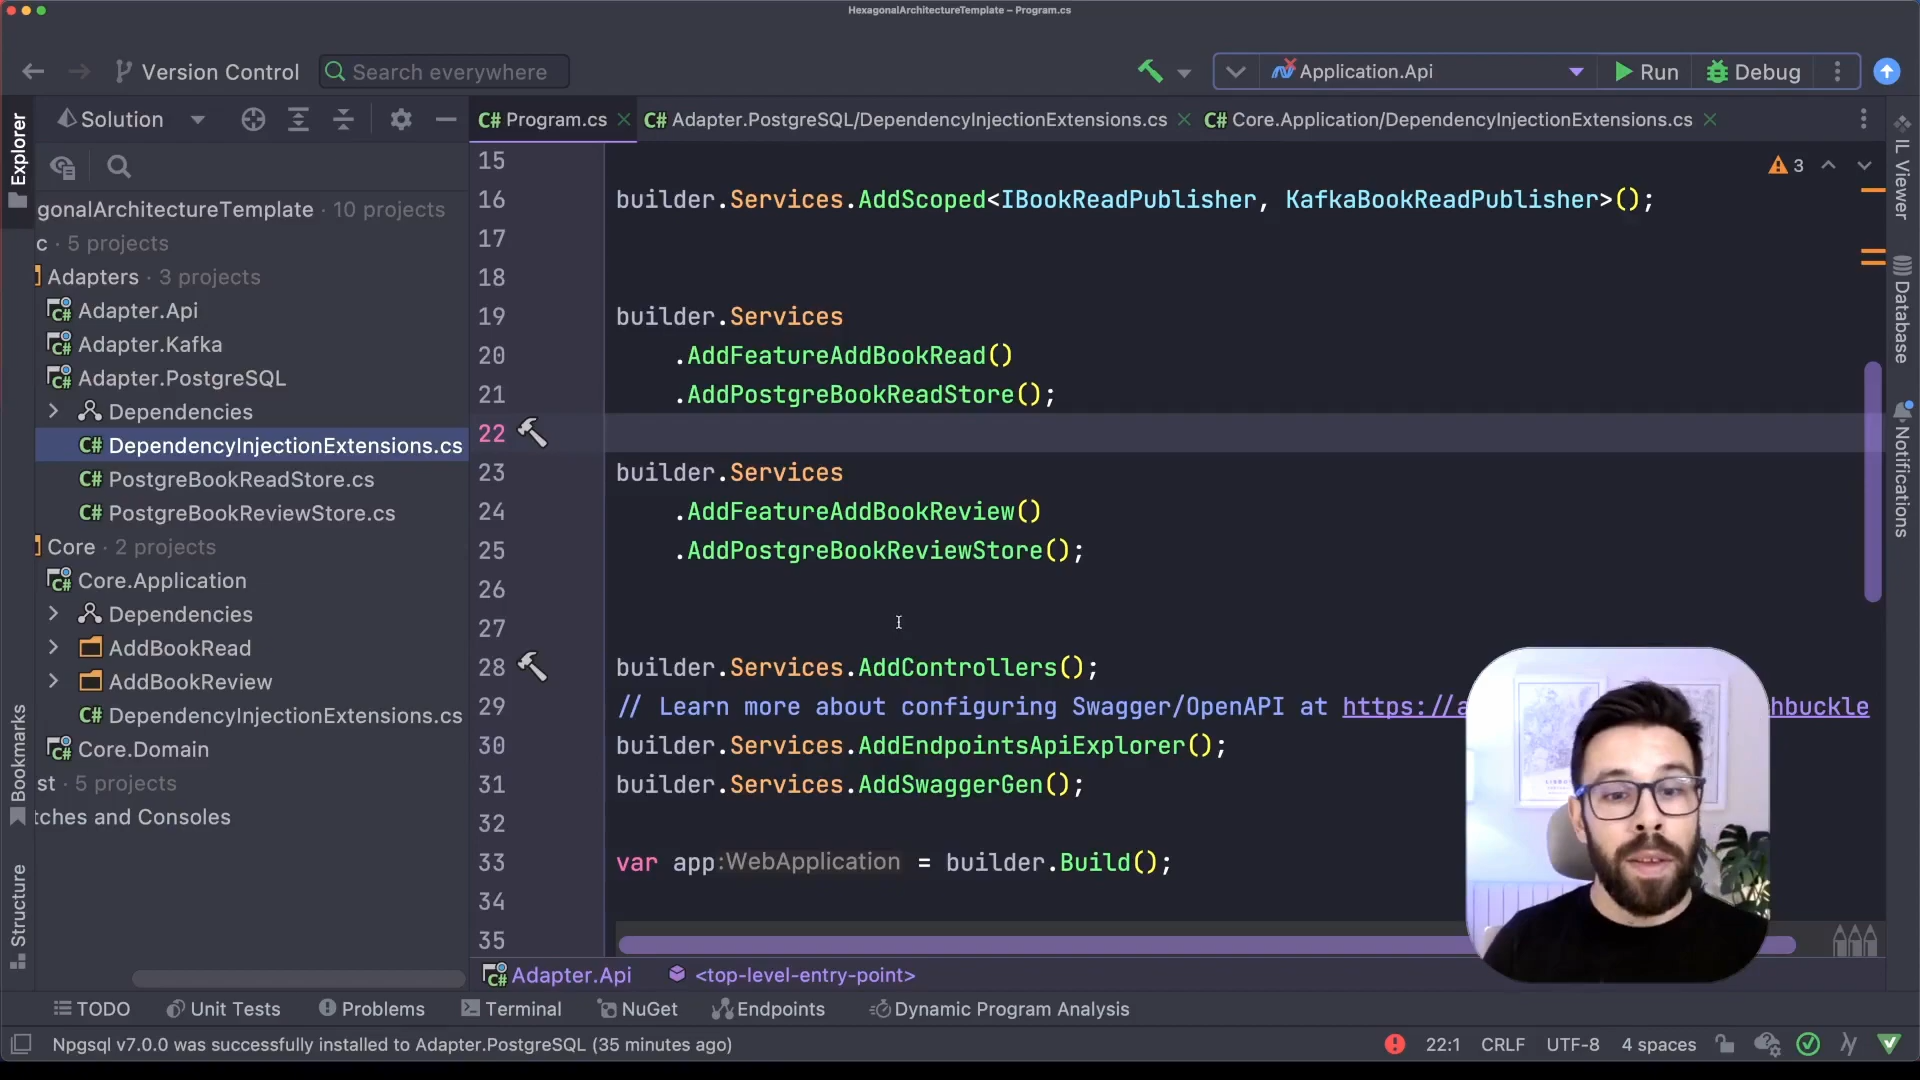 HexagonalArchitectureTemplate – Program.cs
Version Control
Search everywhere
Application.Api
Run
Debug
Explorer
Solution
C# Program.cs
C# Adapter.PostgreSQL/DependencyInjectionExtensions.cs
C# Core.Application/DependencyInjectionExtensions.cs
gonalArchitectureTemplate · 10 projects
c · 5 projects
Adapters · 3 projects
C# Adapter.Api
C# Adapter.Kafka
C# Adapter.PostgreSQL
Dependencies
C# DependencyInjectionExtensions.cs
C# PostgreBookReadStore.cs
C# PostgreBookReviewStore.cs
Core · 2 projects
C# Core.Application
Dependencies
AddBookRead
AddBookReview
C# DependencyInjectionExtensions.cs
C# Core.Domain
st · 5 projects
tches and Consoles
Bookmarks
Structure
3
15
16 builder.Services.AddScoped<IBookReadPublisher, KafkaBookReadPublisher>();
17
18
19 builder.Services
20 .AddFeatureAddBookRead()
21 .AddPostgreBookReadStore();
22
23 builder.Services
24 .AddFeatureAddBookReview()
25 .AddPostgreBookReviewStore();
26
27
28 builder.Services.AddControllers();
29 // Learn more about configuring Swagger/OpenAPI at https://a hbuckle
30 builder.Services.AddEndpointsApiExplorer();
31 builder.Services.AddSwaggerGen();
32
33 var app:WebApplication = builder.Build();
34
35
IL Viewer
Database
Notifications
C# Adapter.Api
<top-level-entry-point>
TODO
Unit Tests
Problems
Terminal
NuGet
Endpoints
Dynamic Program Analysis
Npgsql v7.0.0 was successfully installed to Adapter.PostgreSQL (35 minutes ago)
22:1
CRLF
UTF-8
4 spaces